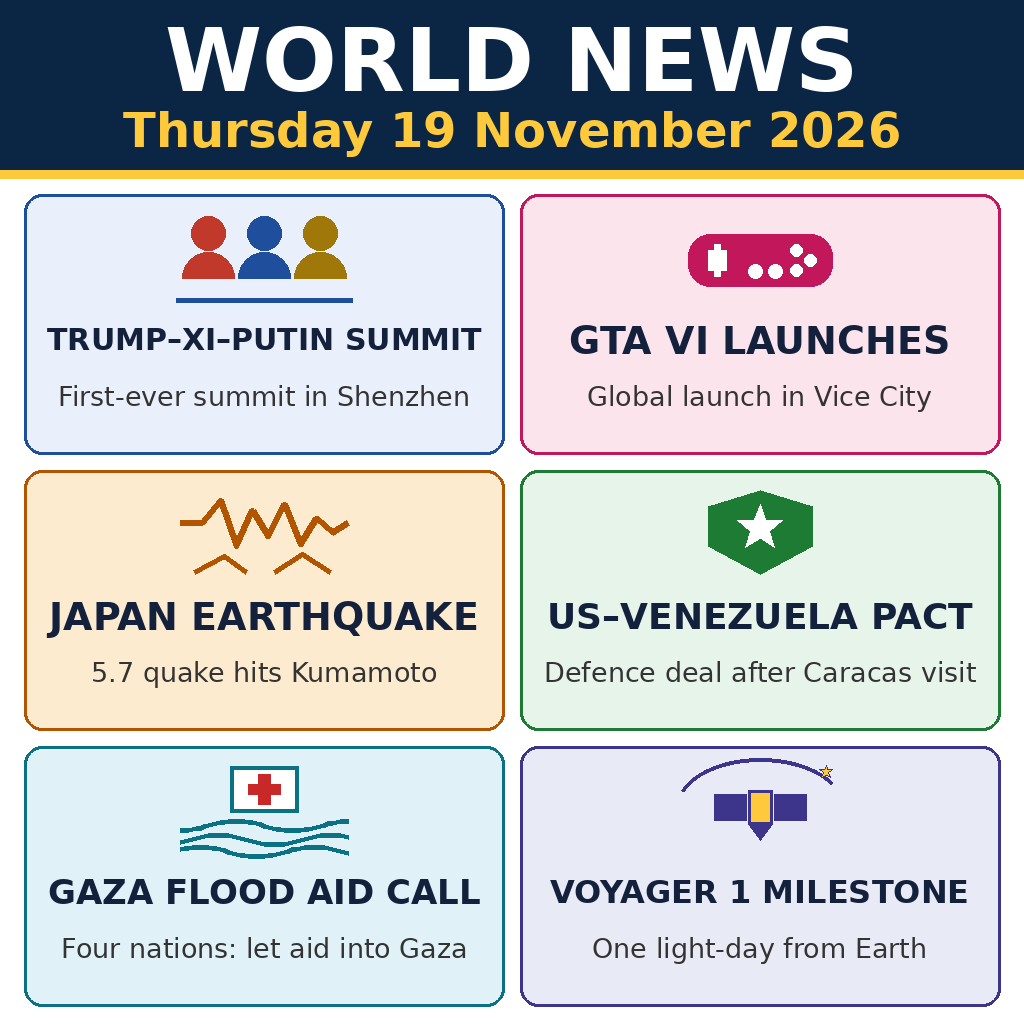 WORLD NEWS
Thursday 19 November 2026
TRUMP–XI–PUTIN SUMMIT
First-ever summit in Shenzhen
GTA VI LAUNCHES
Global launch in Vice City
JAPAN EARTHQUAKE
5.7 quake hits Kumamoto
US–VENEZUELA PACT
Defence deal after Caracas visit
GAZA FLOOD AID CALL
Four nations: let aid into Gaza
VOYAGER 1 MILESTONE
One light-day from Earth